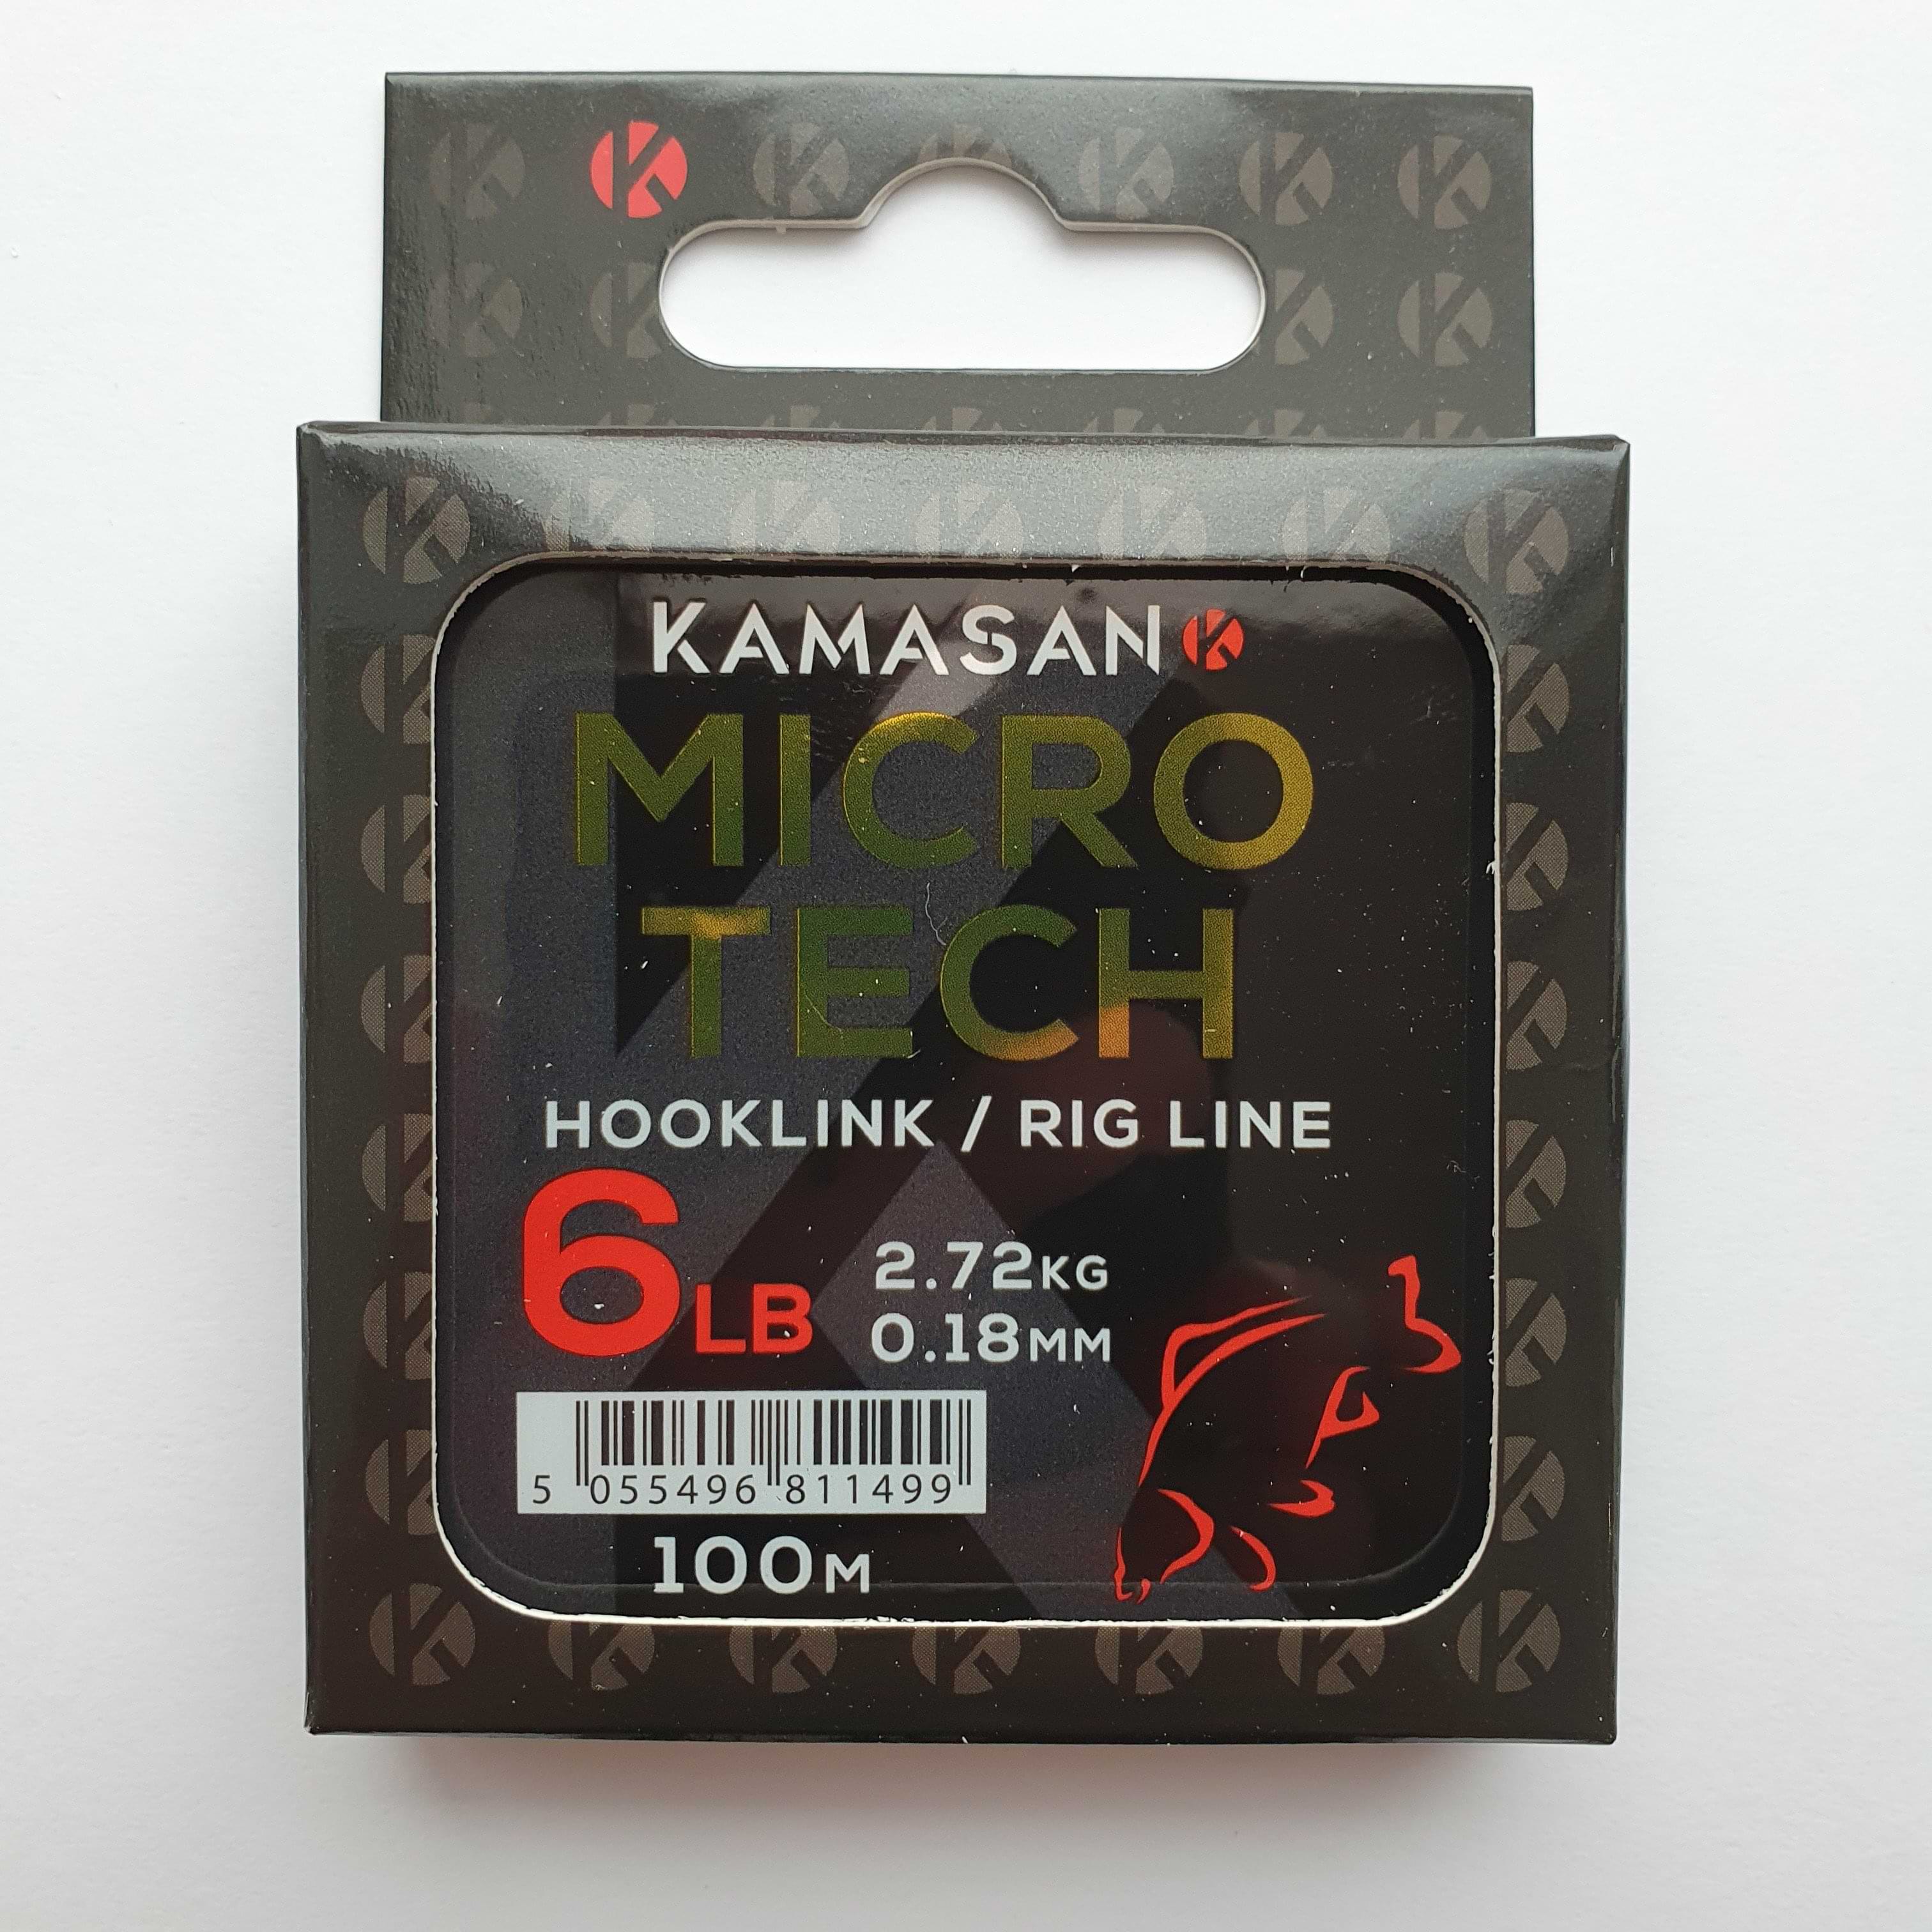 KAMASAN
MICRO
TECH
HOOKLINK / RIG LINE
6LB
2.72KG
0.18MM
5 055496 811499
100M